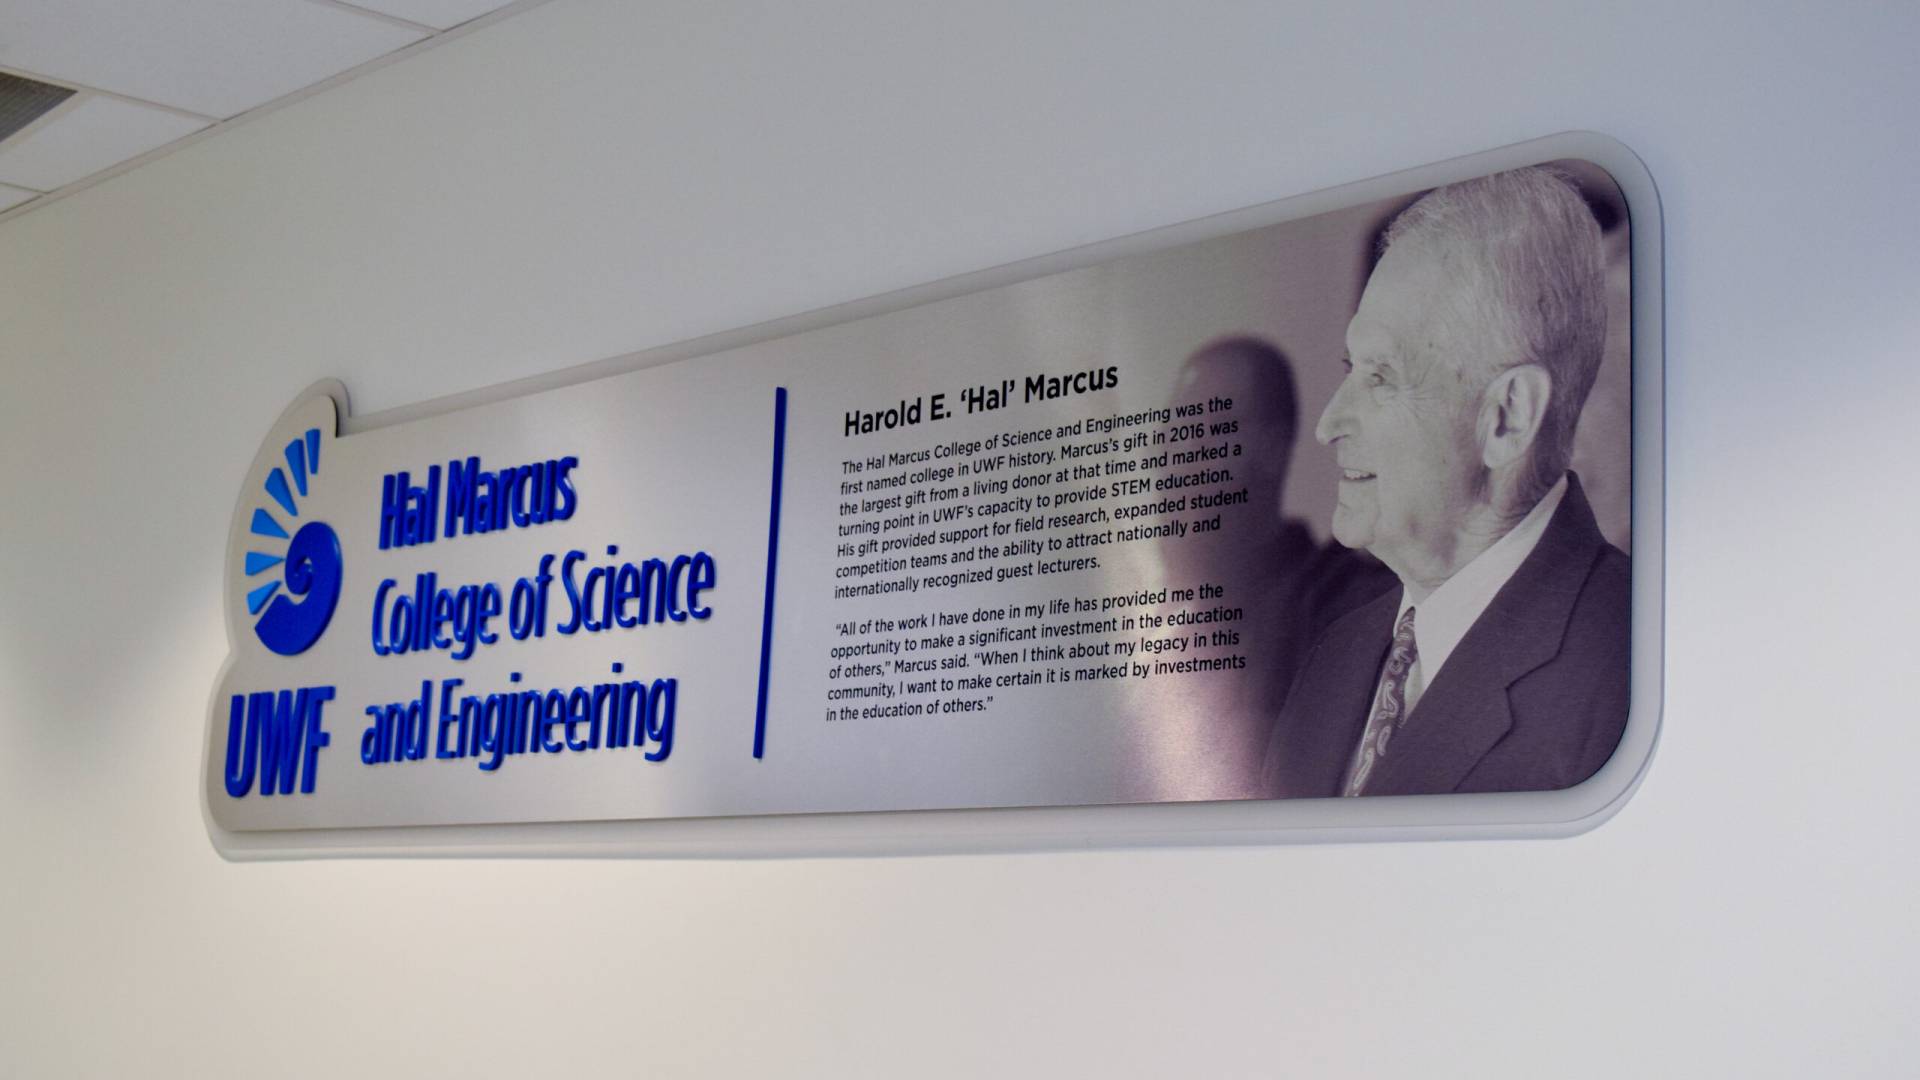 Hal Marcus
College of Science
and Engineering
UWF
Harold E. ‘Hal’ Marcus
The Hal Marcus College of Science and Engineering was the
first named college in UWF history. Marcus’s gift in 2016 was
the largest gift from a living donor at that time and marked a
turning point in UWF’s capacity to provide STEM education.
His gift provided support for field research, expanded student
competition teams and the ability to attract nationally and
internationally recognized guest lecturers.
“All of the work I have done in my life has provided me the
opportunity to make a significant investment in the education
of others,” Marcus said. “When I think about my legacy in this
community, I want to make certain it is marked by investments
in the education of others.”